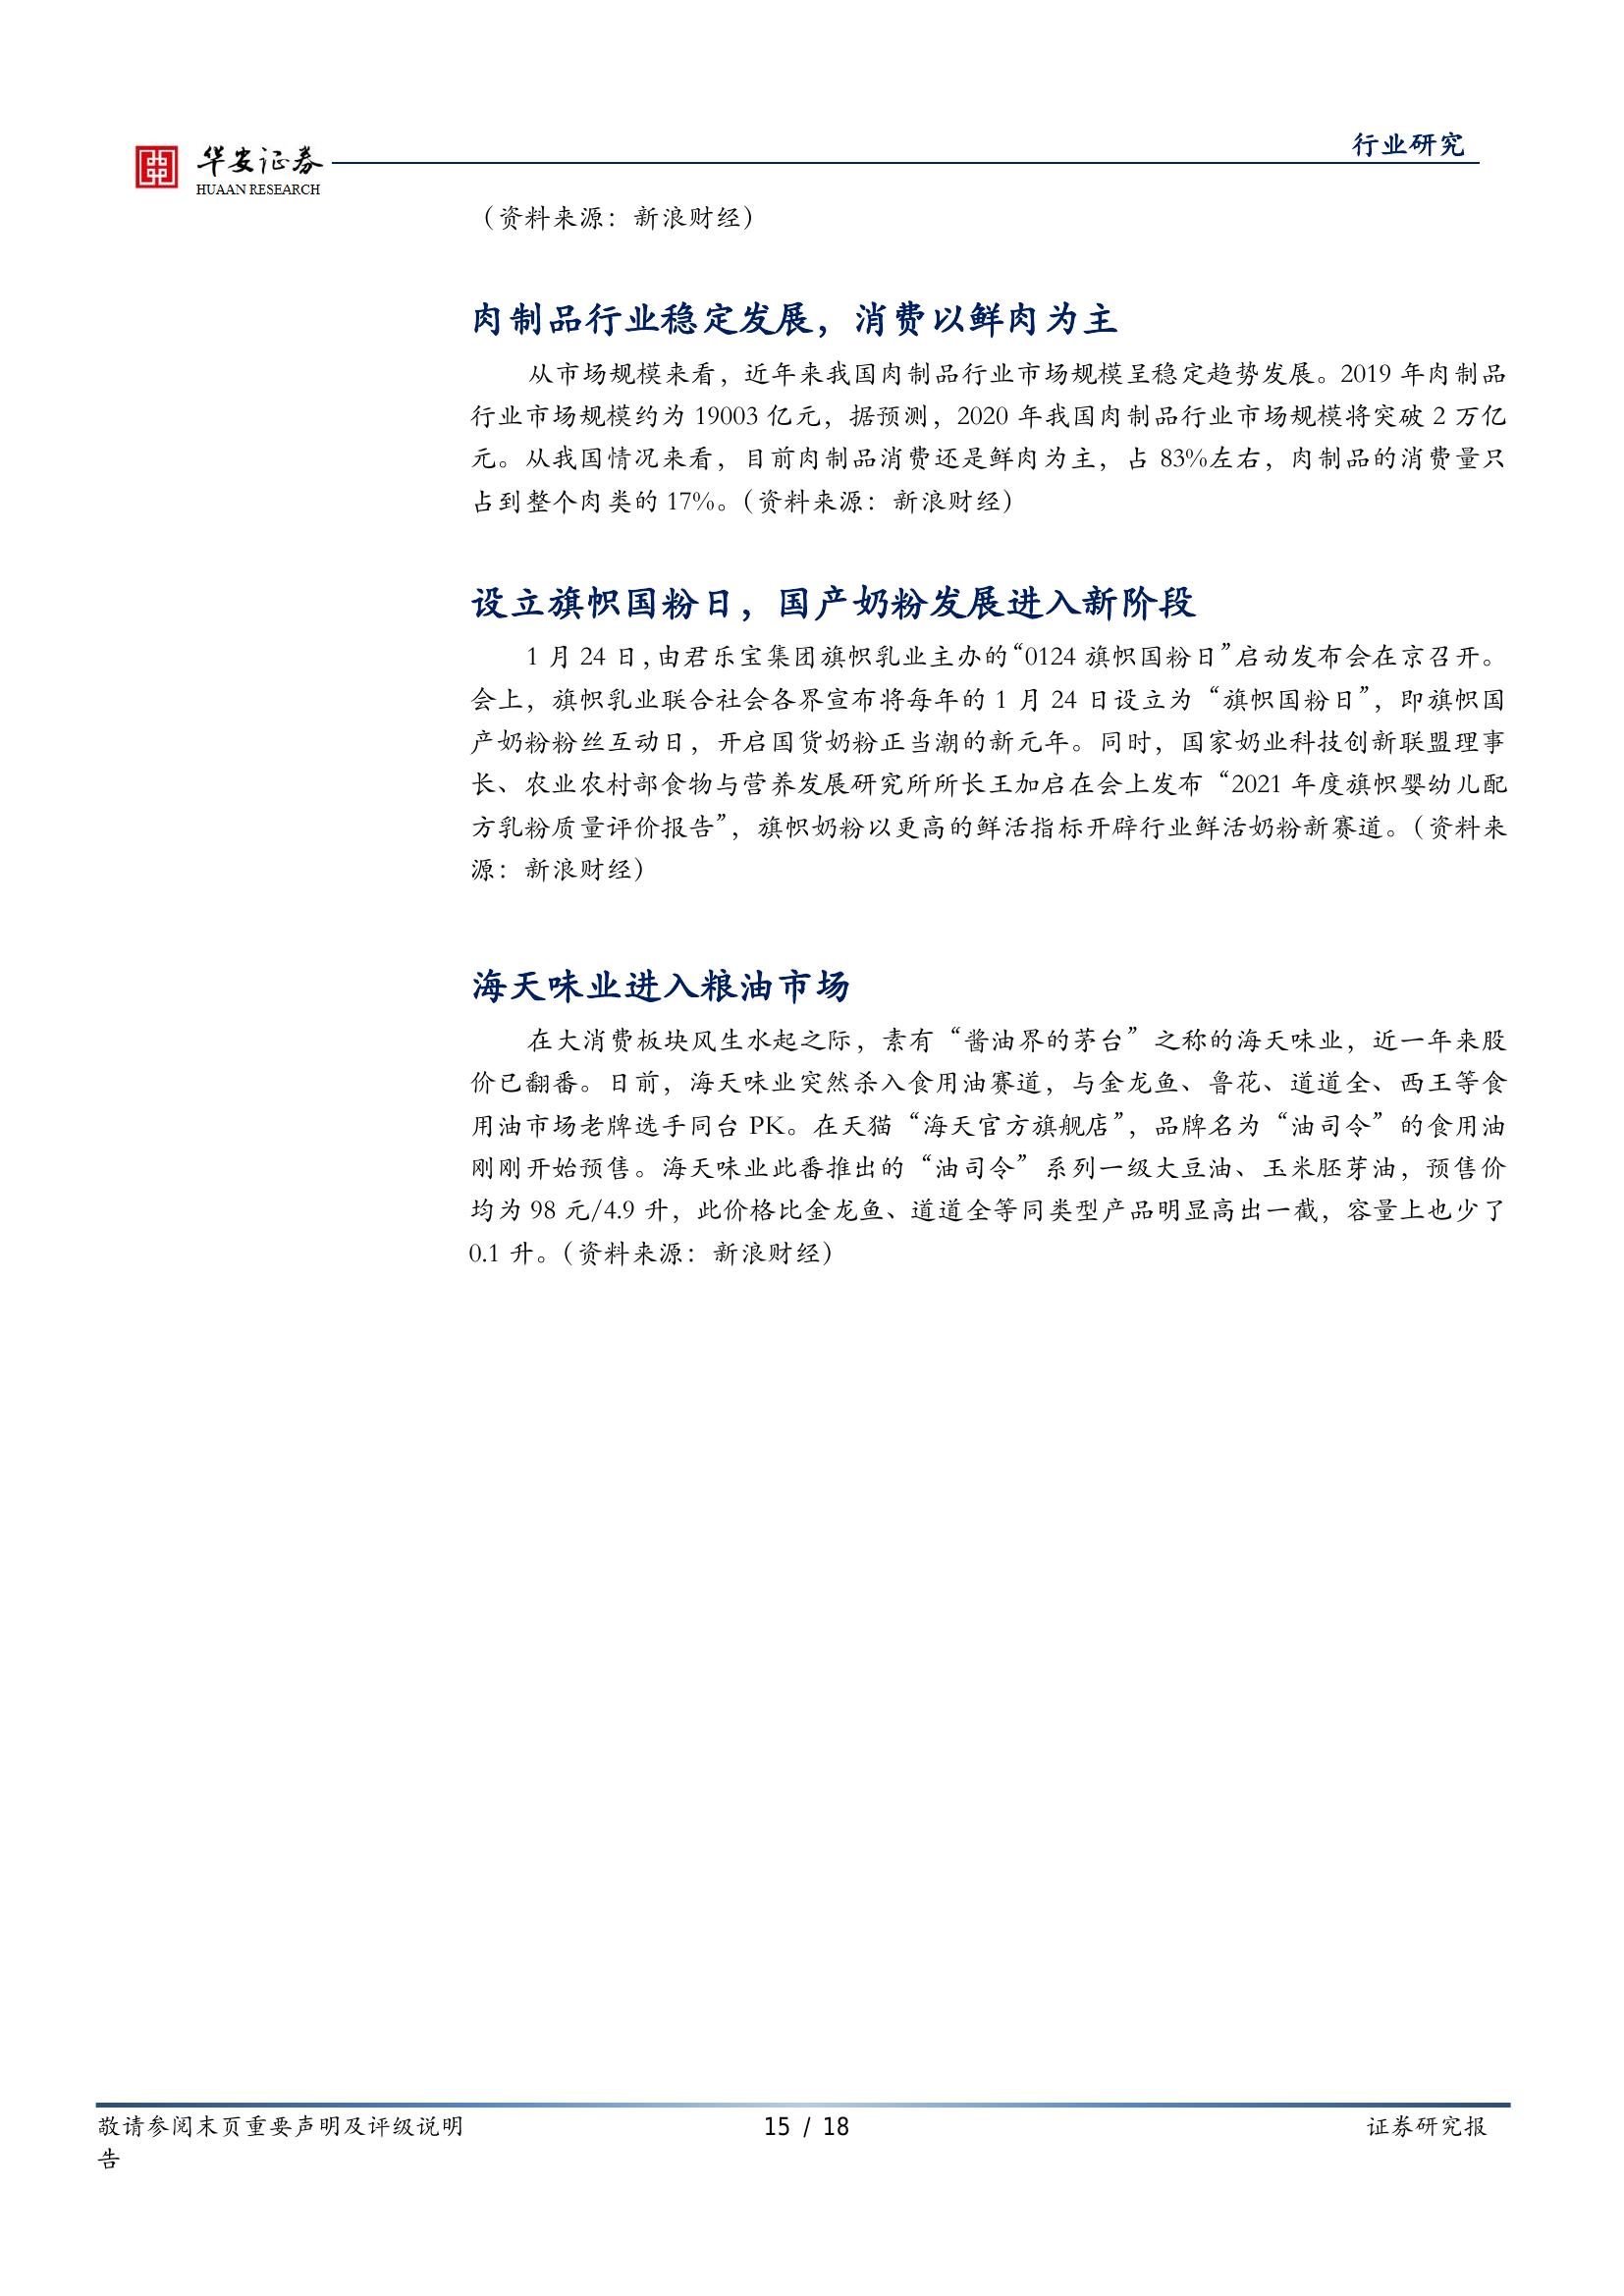 华安证券
HUAAN RESEARCH
行业研究
（资料来源：新浪财经）
肉制品行业稳定发展，消费以鲜肉为主
从市场规模来看，近年来我国肉制品行业市场规模呈稳定趋势发展。2019 年肉制品
行业市场规模约为 19003 亿元，据预测，2020 年我国肉制品行业市场规模将突破 2 万亿
元。从我国情况来看，目前肉制品消费还是鲜肉为主，占 83%左右，肉制品的消费量只
占到整个肉类的 17%。（资料来源：新浪财经）
设立旗帜国粉日，国产奶粉发展进入新阶段
1 月 24 日，由君乐宝集团旗帜乳业主办的“0124 旗帜国粉日”启动发布会在京召开。
会上，旗帜乳业联合社会各界宣布将每年的 1 月 24 日设立为“旗帜国粉日”，即旗帜国
产奶粉粉丝互动日，开启国货奶粉正当潮的新元年。同时，国家奶业科技创新联盟理事
长、农业农村部食物与营养发展研究所所长王加启在会上发布“2021 年度旗帜婴幼儿配
方乳粉质量评价报告”，旗帜奶粉以更高的鲜活指标开辟行业鲜活奶粉新赛道。（资料来
源：新浪财经）
海天味业进入粮油市场
在大消费板块风生水起之际，素有“酱油界的茅台”之称的海天味业，近一年来股
价已翻番。日前，海天味业突然杀入食用油赛道，与金龙鱼、鲁花、道道全、西王等食
用油市场老牌选手同台 PK。在天猫“海天官方旗舰店”，品牌名为“油司令”的食用油
刚刚开始预售。海天味业此番推出的“油司令”系列一级大豆油、玉米胚芽油，预售价
均为 98 元/4.9 升，此价格比金龙鱼、道道全等同类型产品明显高出一截，容量上也少了
0.1 升。（资料来源：新浪财经）
敬请参阅末页重要声明及评级说明 15 / 18 证券研究报
告